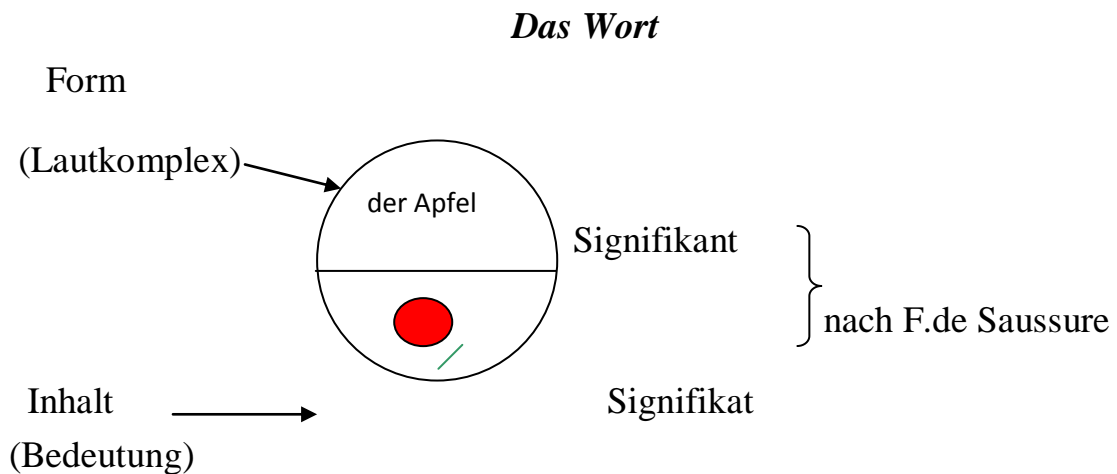 Das Wort
Form
(Lautkomplex)
der Apfel
Signifikant
nach F.de Saussure
Inhalt
Signifikat
(Bedeutung)